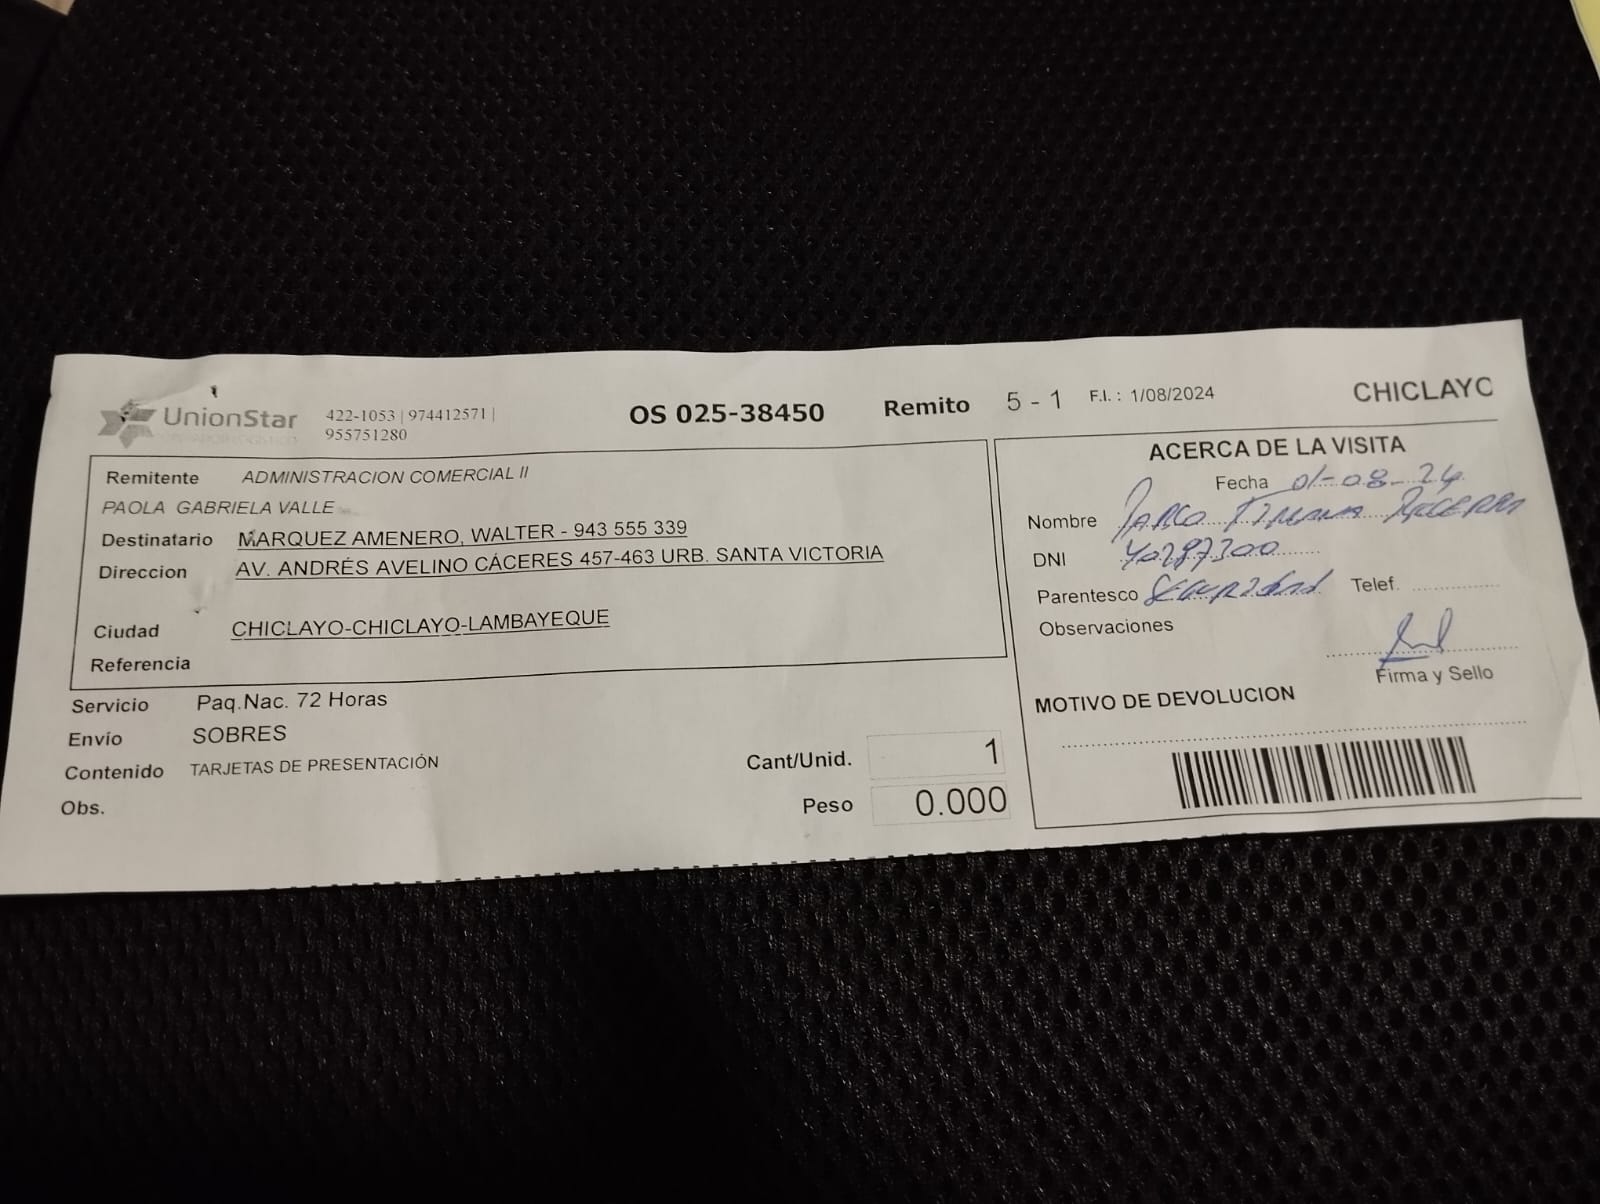 UnionStar 422-1053 | 974412571 |
955751280
OS 025-38450 Remito 5 - 1 F.I. : 1/08/2024 CHICLAYO
Remitente ADMINISTRACION COMERCIAL II
PAOLA GABRIELA VALLE
Destinatario MARQUEZ AMENERO, WALTER - 943 555 339
Direccion AV. ANDRÉS AVELINO CÁCERES 457-463 URB. SANTA VICTORIA
Ciudad CHICLAYO-CHICLAYO-LAMBAYEQUE
Referencia
Servicio Paq.Nac. 72 Horas
Envío SOBRES
Contenido TARJETAS DE PRESENTACIÓN
Obs.
Cant/Unid. 1
Peso 0.000
ACERCA DE LA VISITA
Fecha 01-08-24
Nombre
DNI 40287300
Parentesco Seguridad Telef.
Observaciones
Firma y Sello
MOTIVO DE DEVOLUCION